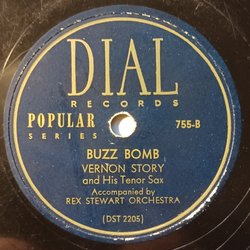 DIAL
RECORDS
POPULAR
SERIES
755-B
BUZZ BOMB
VERNON STORY
and His Tenor Sax
Accompanied by
REX STEWART ORCHESTRA
(DST 2205)